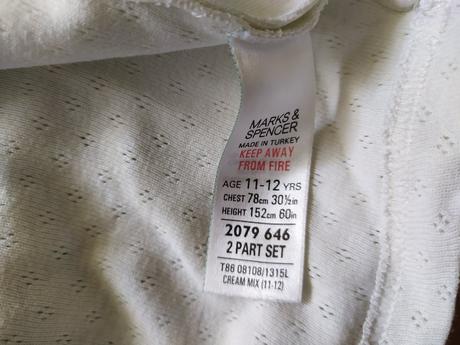 MARKS &
SPENCER
MADE IN TURKEY
KEEP AWAY
FROM FIRE
AGE 11-12 YRS
CHEST 78cm 30½in
HEIGHT 152cm 60in
2079 646
2 PART SET
T86 08108/1315L
CREAM MIX (11-12)